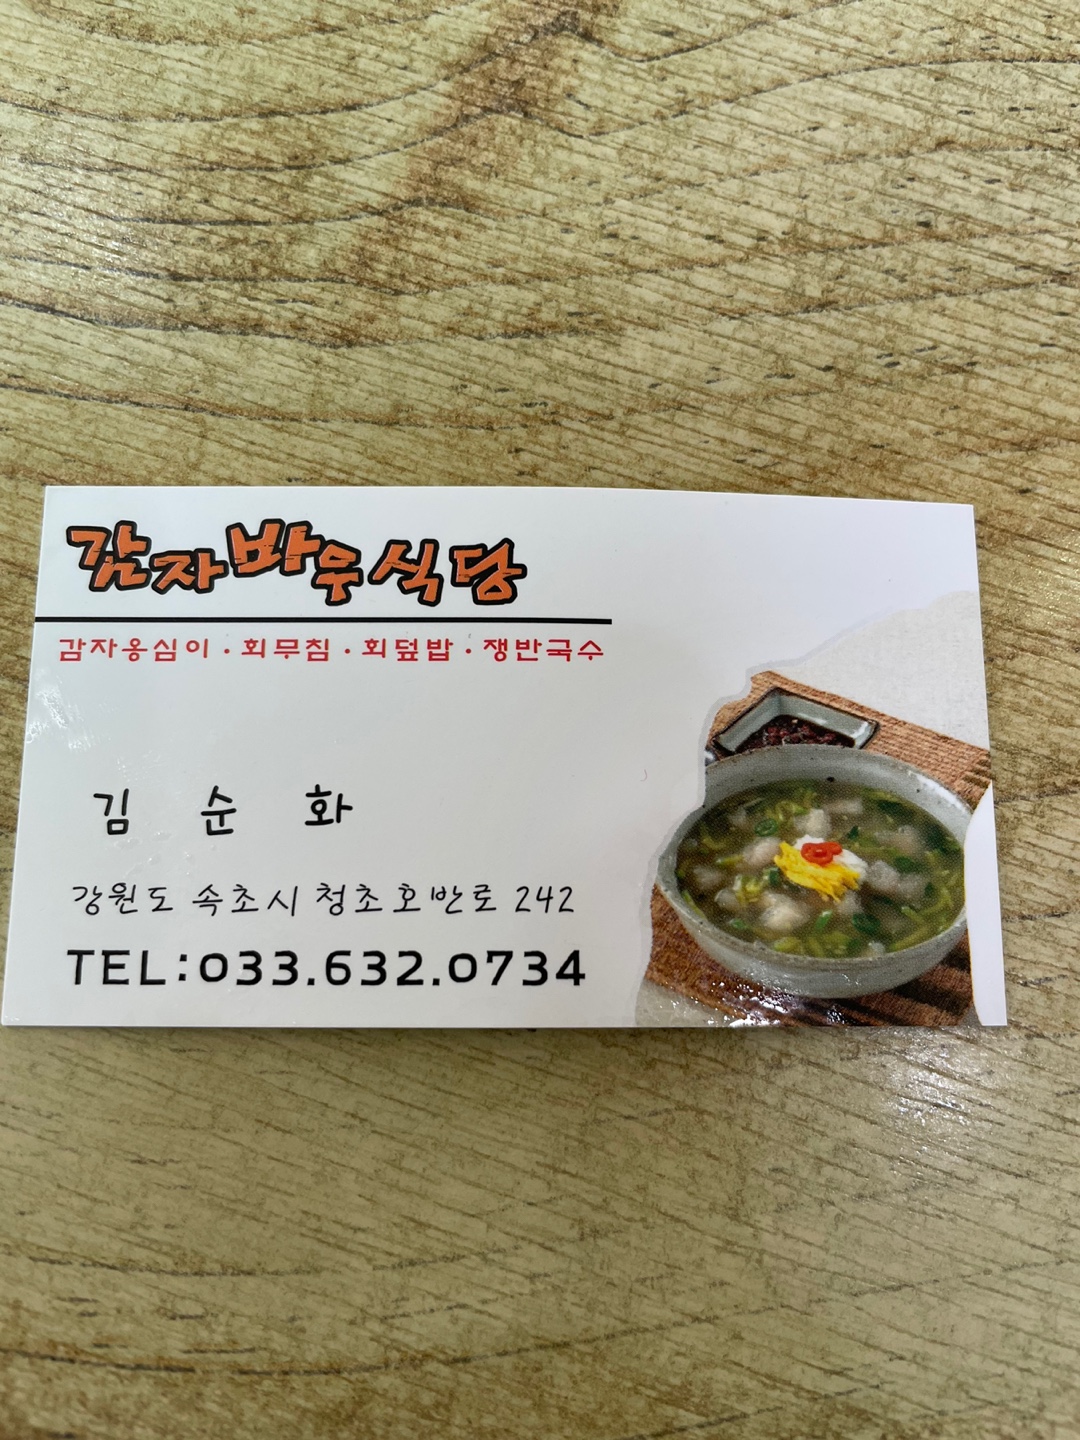 감자바우식당
감자옹심이·회무침·회덮밥·쟁반국수
김 순 화
강원도 속초시 청초호반로 242
TEL:033.632.0734